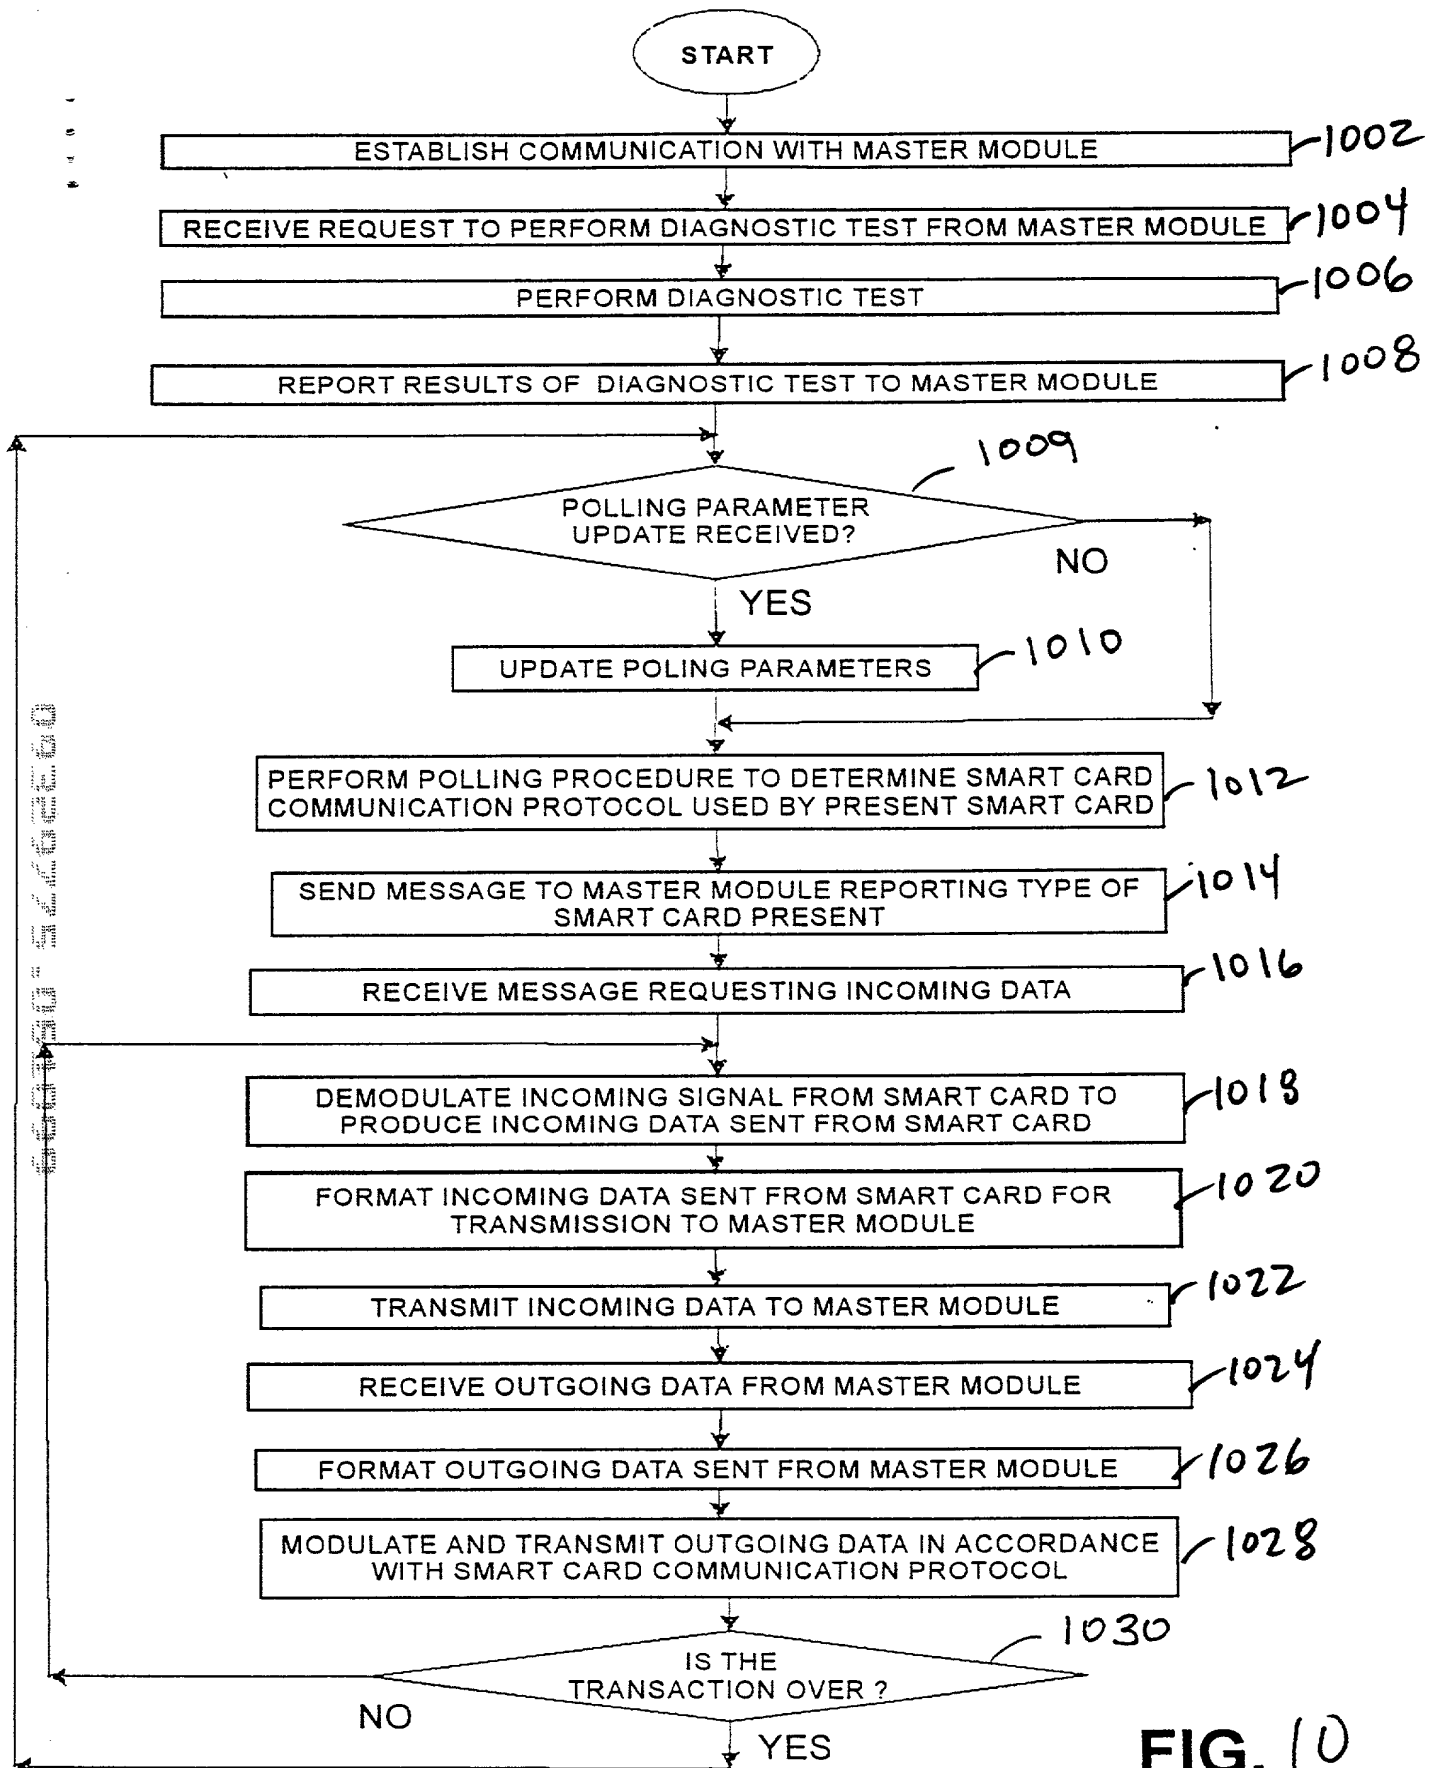 START
ESTABLISH COMMUNICATION WITH MASTER MODULE
1002
RECEIVE REQUEST TO PERFORM DIAGNOSTIC TEST FROM MASTER MODULE
1004
PERFORM DIAGNOSTIC TEST
1006
REPORT RESULTS OF DIAGNOSTIC TEST TO MASTER MODULE
1008
1009
POLLING PARAMETER
UPDATE RECEIVED?
NO
YES
UPDATE POLING PARAMETERS
1010
PERFORM POLLING PROCEDURE TO DETERMINE SMART CARD
COMMUNICATION PROTOCOL USED BY PRESENT SMART CARD
1012
SEND MESSAGE TO MASTER MODULE REPORTING TYPE OF
SMART CARD PRESENT
1014
RECEIVE MESSAGE REQUESTING INCOMING DATA
1016
DEMODULATE INCOMING SIGNAL FROM SMART CARD TO
PRODUCE INCOMING DATA SENT FROM SMART CARD
1018
FORMAT INCOMING DATA SENT FROM SMART CARD FOR
TRANSMISSION TO MASTER MODULE
1020
TRANSMIT INCOMING DATA TO MASTER MODULE
1022
RECEIVE OUTGOING DATA FROM MASTER MODULE
1024
FORMAT OUTGOING DATA SENT FROM MASTER MODULE
1026
MODULATE AND TRANSMIT OUTGOING DATA IN ACCORDANCE
WITH SMART CARD COMMUNICATION PROTOCOL
1028
1030
IS THE
TRANSACTION OVER ?
NO
YES
FIG. 10